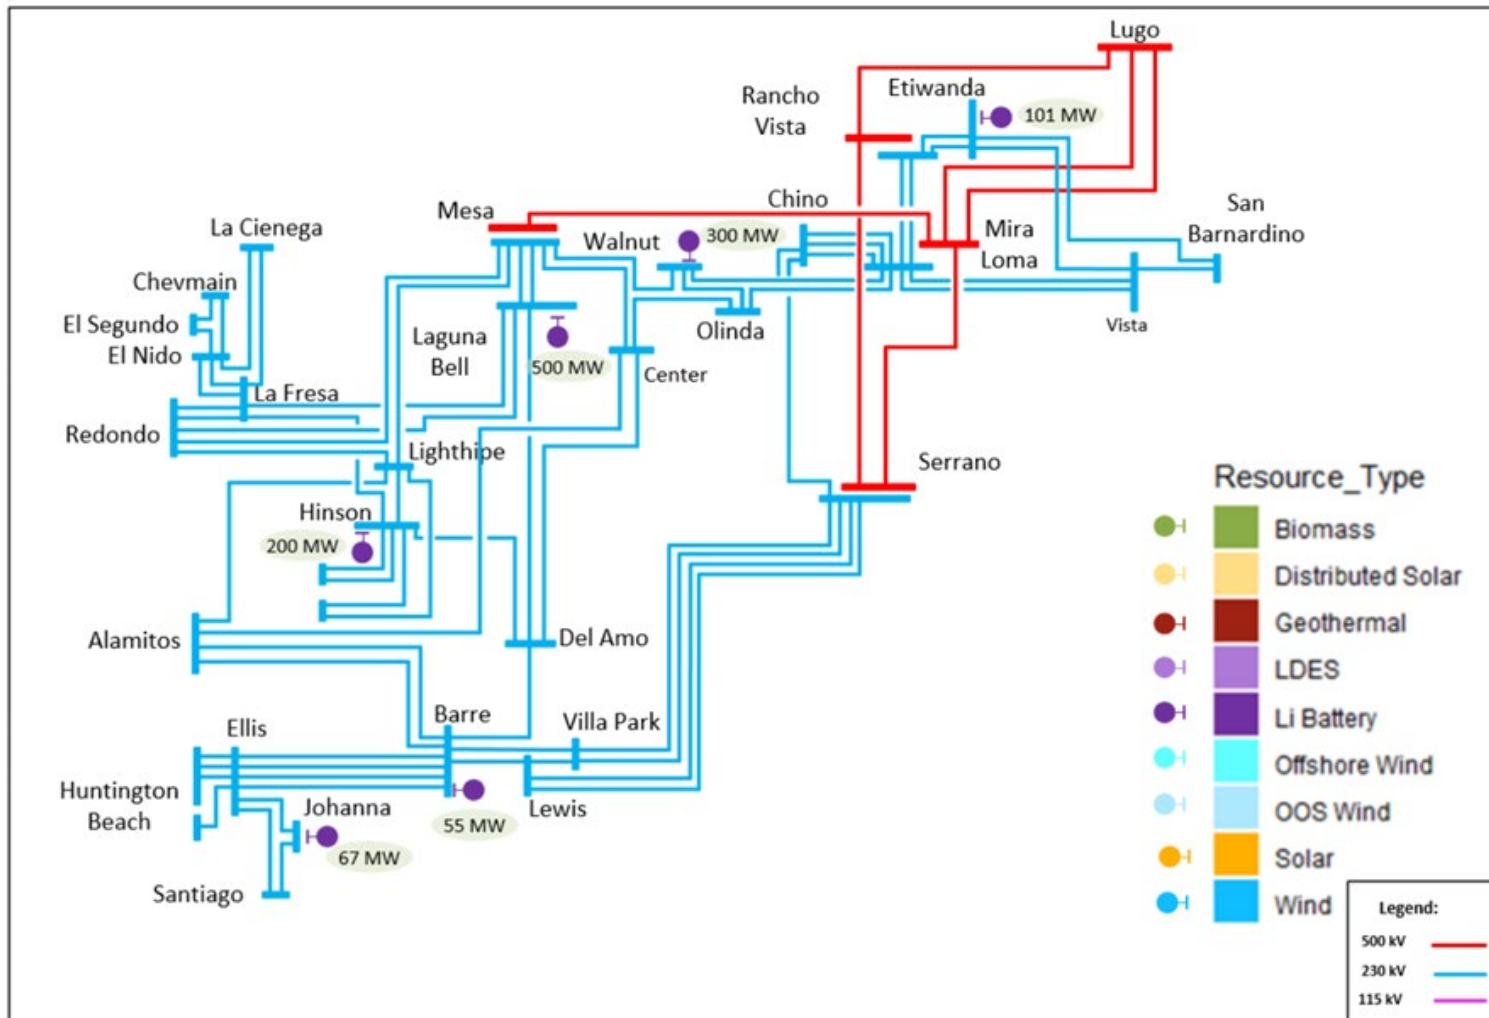 Lugo
Rancho
Vista
Etiwanda
101 MW
Chino
San
Barnardino
Mesa
Walnut
300 MW
Mira
Loma
La Cienega
Chevmain
El Segundo
El Nido
Laguna
Bell
500 MW
Olinda
Vista
Center
La Fresa
Redondo
Lighthipe
Serrano
Hinson
200 MW
Alamitos
Del Amo
Barre
Villa Park
Ellis
Huntington
Beach
Johanna
67 MW
55 MW
Lewis
Santiago
Resource_Type
Biomass
Distributed Solar
Geothermal
LDES
Li Battery
Offshore Wind
OOS Wind
Solar
Wind
Legend:
500 kV
230 kV
115 kV